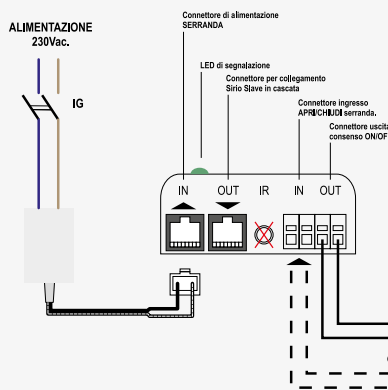 ALIMENTAZIONE
230Vac.
IG
Connettore di alimentazione
SERRANDA
LED di segnalazione
Connettore per collegamento
Sirio Slave in cascata
Connettore ingresso
APRI/CHIUDI serranda.
Connettore uscita
consenso ON/OF
IN OUT IR IN OUT